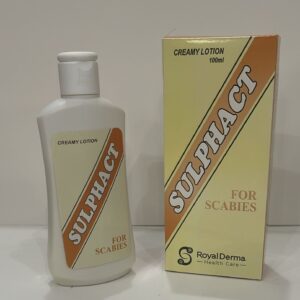 CREAMY LOTION
SULPHACT
FOR
SCABIES
CREAMY LOTION
100ml
SULPHACT
FOR
SCABIES
RoyalDerma
Health Care